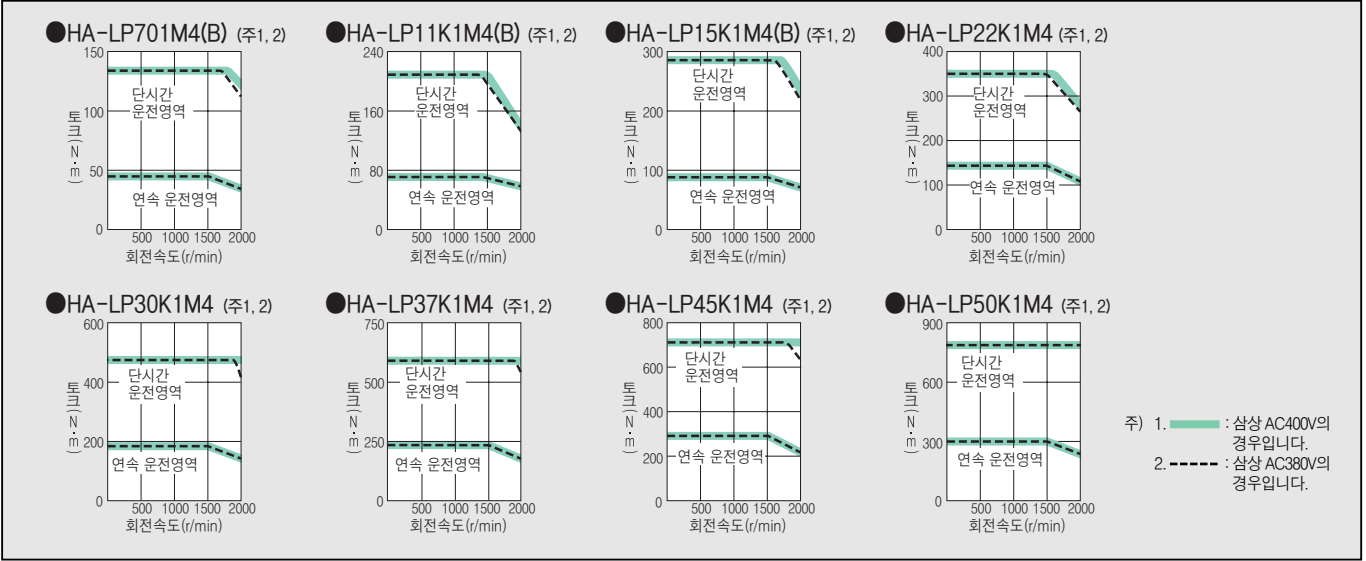 ●HA-LP701M4(B) (주1, 2)
150
100
50
0
토크(N·m)
단시간
운전영역
연속 운전영역
500 1000 1500 2000
회전속도(r/min)
●HA-LP11K1M4(B) (주1, 2)
240
160
80
0
토크(N·m)
단시간
운전영역
연속 운전영역
500 1000 1500 2000
회전속도(r/min)
●HA-LP15K1M4(B) (주1, 2)
300
200
100
0
토크(N·m)
단시간
운전영역
연속 운전영역
500 1000 1500 2000
회전속도(r/min)
●HA-LP22K1M4 (주1, 2)
400
300
200
100
0
토크(N·m)
단시간
운전영역
연속 운전영역
500 1000 1500 2000
회전속도(r/min)
●HA-LP30K1M4 (주1, 2)
600
400
200
0
토크(N·m)
단시간
운전영역
연속 운전영역
500 1000 1500 2000
회전속도(r/min)
●HA-LP37K1M4 (주1, 2)
750
500
250
0
토크(N·m)
단시간
운전영역
연속 운전영역
500 1000 1500 2000
회전속도(r/min)
●HA-LP45K1M4 (주1, 2)
800
600
400
200
0
토크(N·m)
단시간
운전영역
연속 운전영역
500 1000 1500 2000
회전속도(r/min)
●HA-LP50K1M4 (주1, 2)
900
600
300
0
토크(N·m)
단시간
운전영역
연속 운전영역
500 1000 1500 2000
회전속도(r/min)
주) 1. : 삼상 AC400V의
경우입니다.
2. : 삼상 AC380V의
경우입니다.